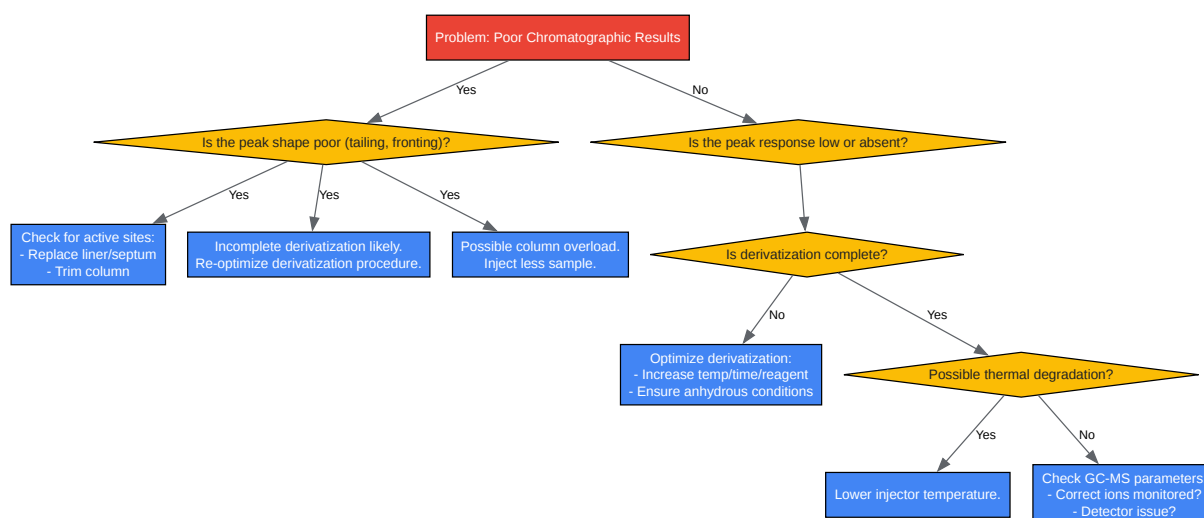 Problem: Poor Chromatographic Results
Yes
No
Is the peak shape poor (tailing, fronting)?
Is the peak response low or absent?
Yes
Yes
Yes
Check for active sites:
- Replace liner/septum
- Trim column
Incomplete derivatization likely.
Re-optimize derivatization procedure.
Possible column overload.
Inject less sample.
Is derivatization complete?
No
Yes
Optimize derivatization:
- Increase temp/time/reagent
- Ensure anhydrous conditions
Possible thermal degradation?
Yes
No
Lower injector temperature.
Check GC-MS parameters
- Correct ions monitored?
- Detector issue?